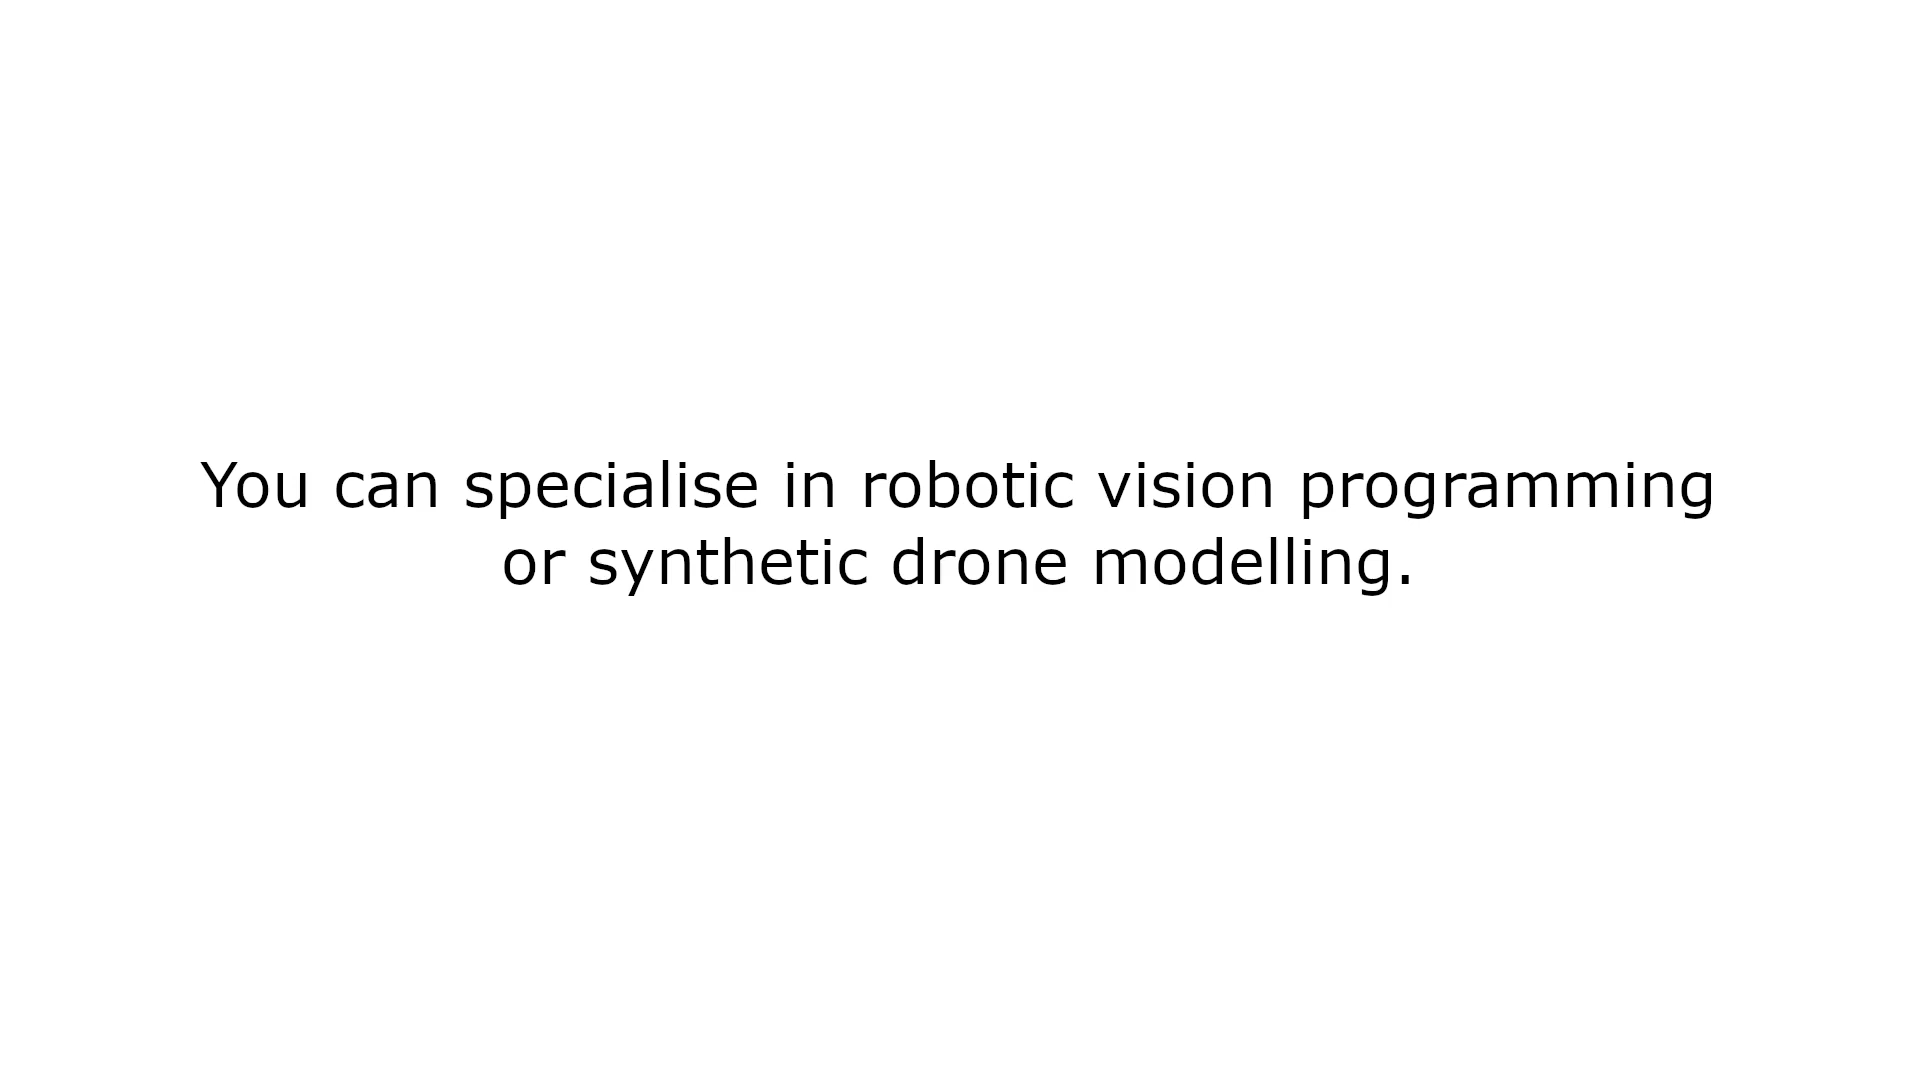 You can specialise in robotic vision programming
or synthetic drone modelling.